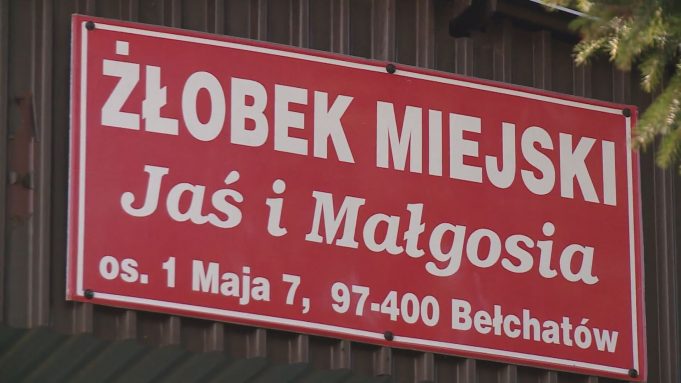 ŻŁOBEK MIEJSKI
Jaś i Małgosia
os. 1 Maja 7, 97-400 Bełchatów